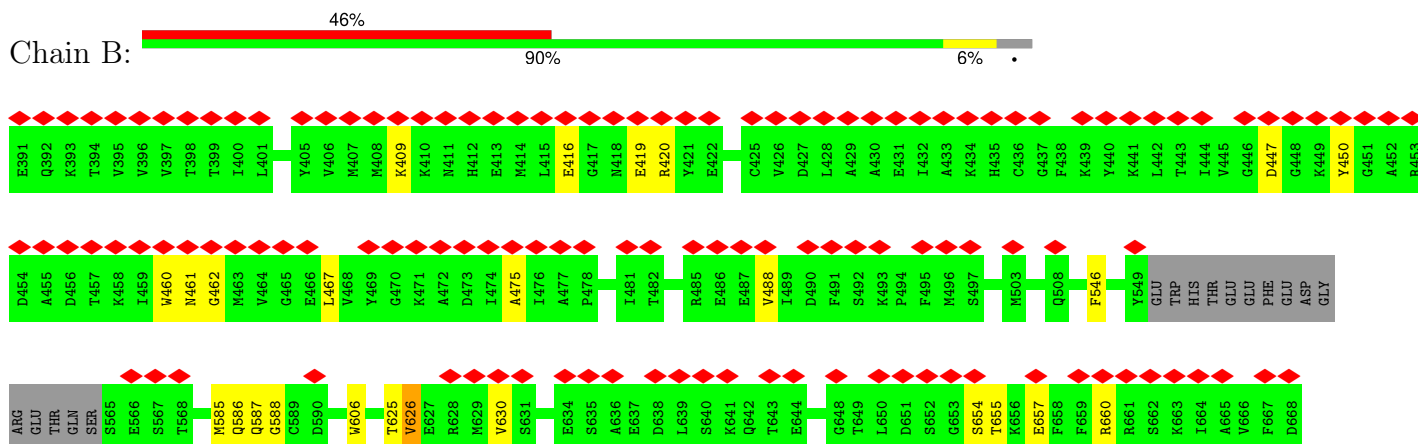 46%
Chain B:
90% 6% •
E391 Q392 K393 T394 V395 V396 V397 T398 T399 I400 L401 Y405 V406 M407 M408 K409 K410 N411 H412 E413 M414 L415 E416 G417 N418 E419 R420 Y421 E422 C425 V426 D427 L428 A429 A430 E431 I432 A433 K434 H435 C436 G437 F438 K439 Y440 K441 L442 T443 I444 V445 G446 D447 G448 K449 Y450 G451 A452 R453
D454 A455 D456 T457 K458 I459 W460 N461 G462 M463 V464 G465 E466 L467 V468 Y469 G470 K471 A472 D473 I474 A475 I476 A477 P478 I481 T482 R485 E486 E487 V488 I489 D490 F491 S492 K493 P494 F495 M496 S497 M503 Q508 F546 Y549 GLU TRP HIS THR GLU GLU PHE GLU ASP GLY
ARG GLU THR GLN SER S565 E566 S567 T568 M585 Q586 Q587 G588 C589 D590 W606 T625 V626 E627 R628 M629 V630 S631 E634 S635 A636 E637 D638 L639 S640 K641 Q642 T643 E644 G648 T649 L650 D651 S652 G653 S654 T655 K656 E657 F658 F659 R660 R661 S662 K663 I664 A665 V666 F667 D668